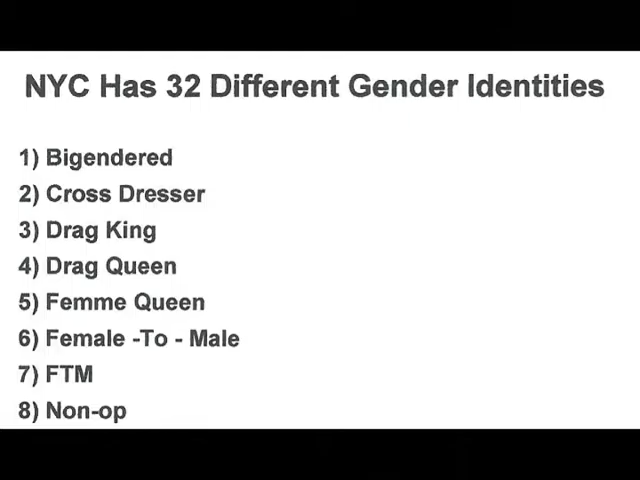 NYC Has 32 Different Gender Identities
1) Bigendered
2) Cross Dresser
3) Drag King
4) Drag Queen
5) Femme Queen
6) Female -To - Male
7) FTM
8) Non-op